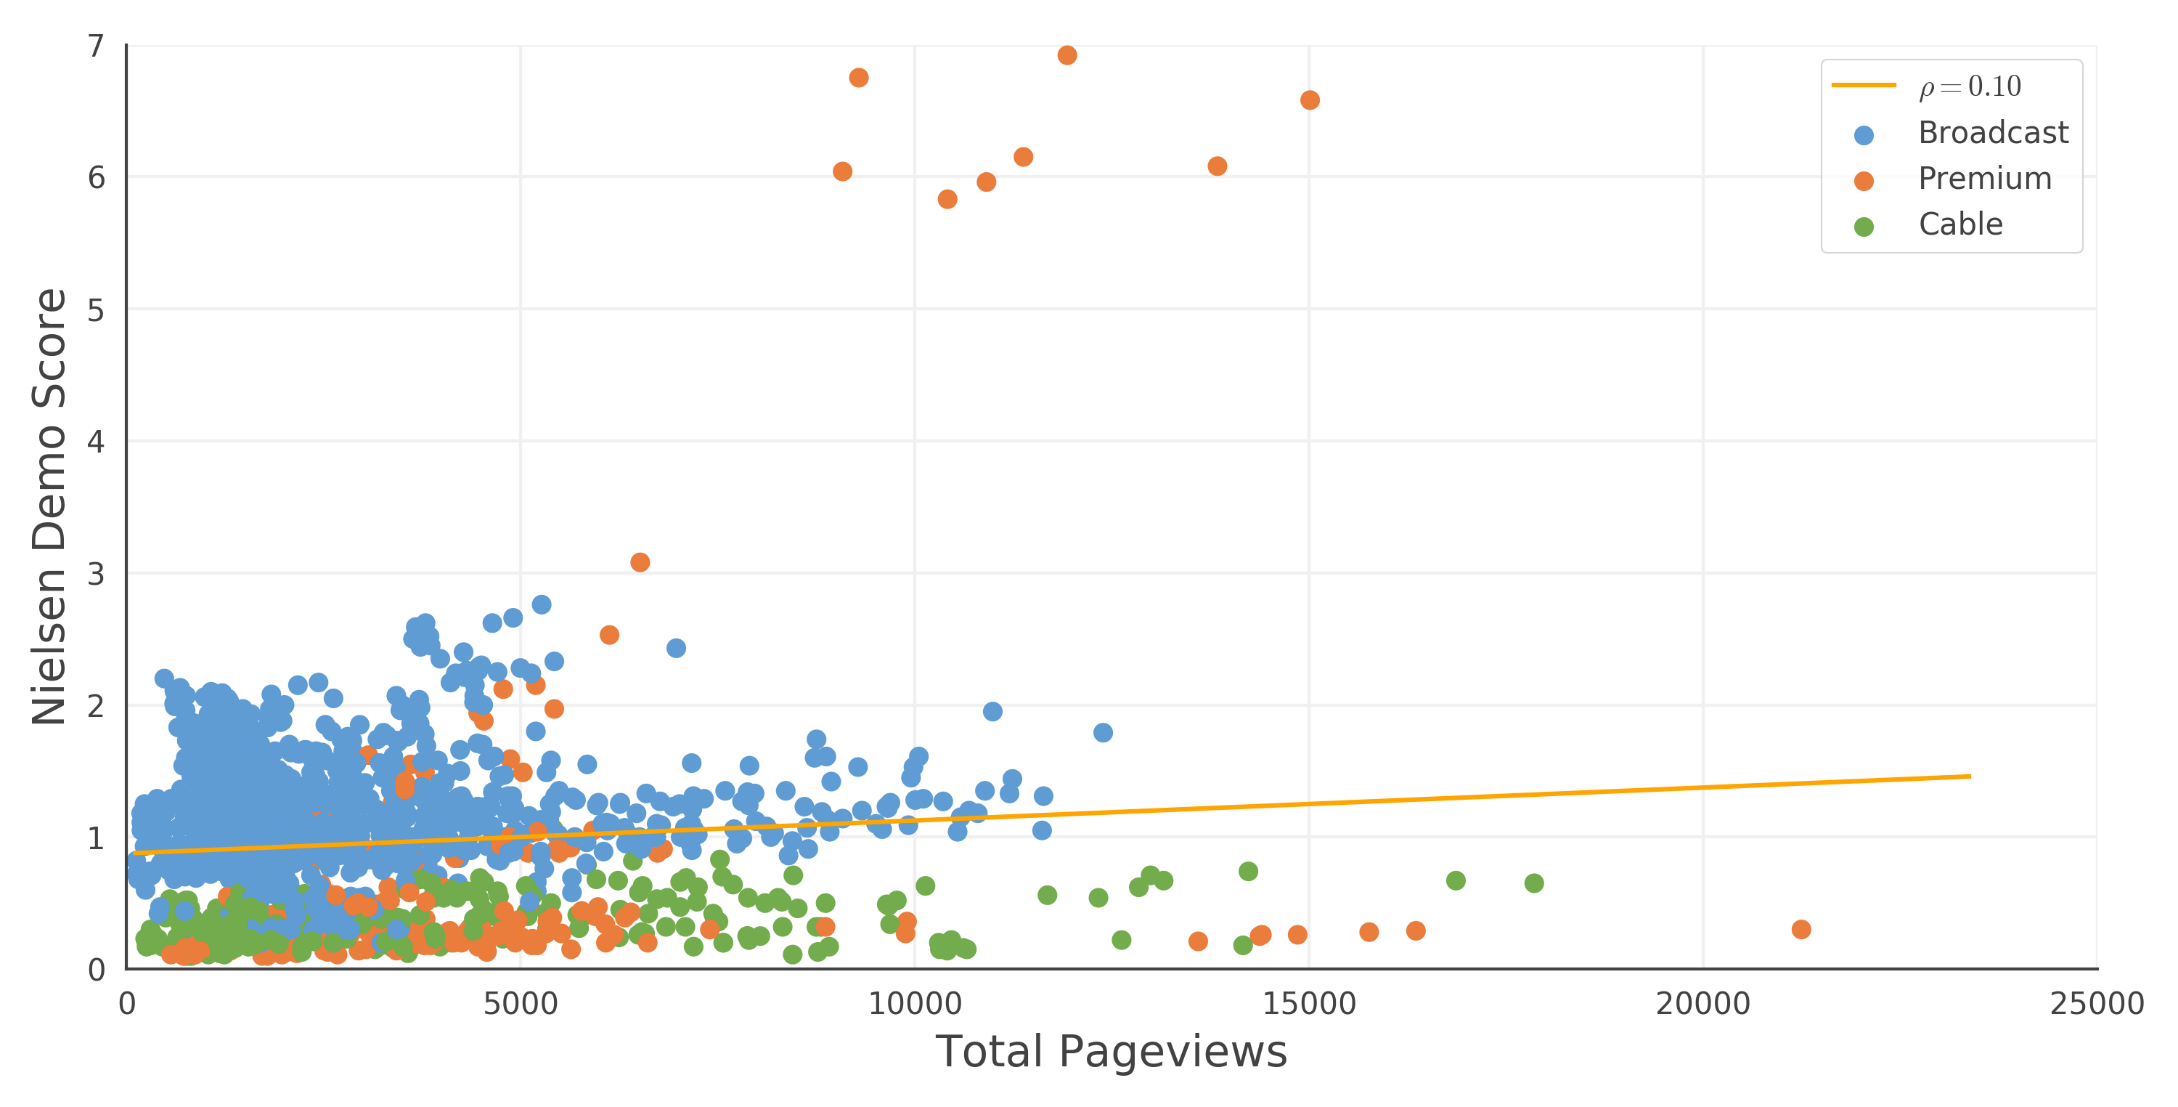 7
6
5
4
3
2
1
0
Nielsen Demo Score
ρ = 0.10
Broadcast
Premium
Cable
0 5000 10000 15000 20000 25000
Total Pageviews